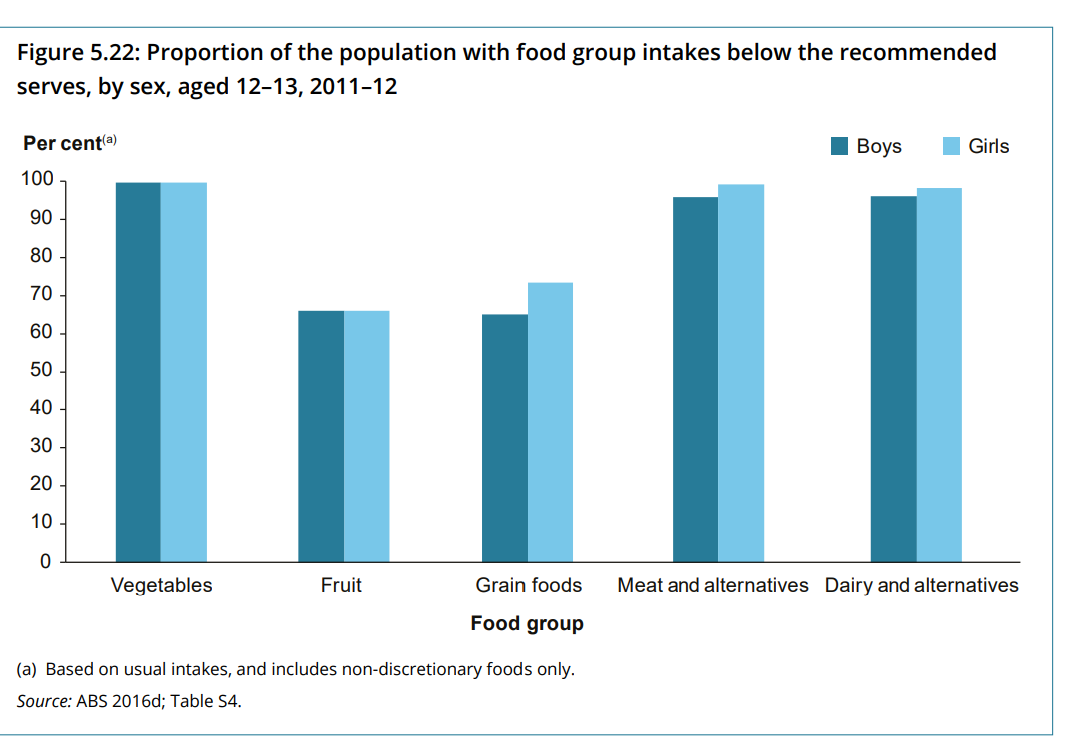 Figure 5.22: Proportion of the population with food group intakes below the recommended
serves, by sex, aged 12–13, 2011–12
Per cent(a)
Boys
Girls
100
90
80
70
60
50
40
30
20
10
0
Vegetables
Fruit
Grain foods
Meat and alternatives
Dairy and alternatives
Food group
(a) Based on usual intakes, and includes non-discretionary foods only.
Source: ABS 2016d; Table S4.